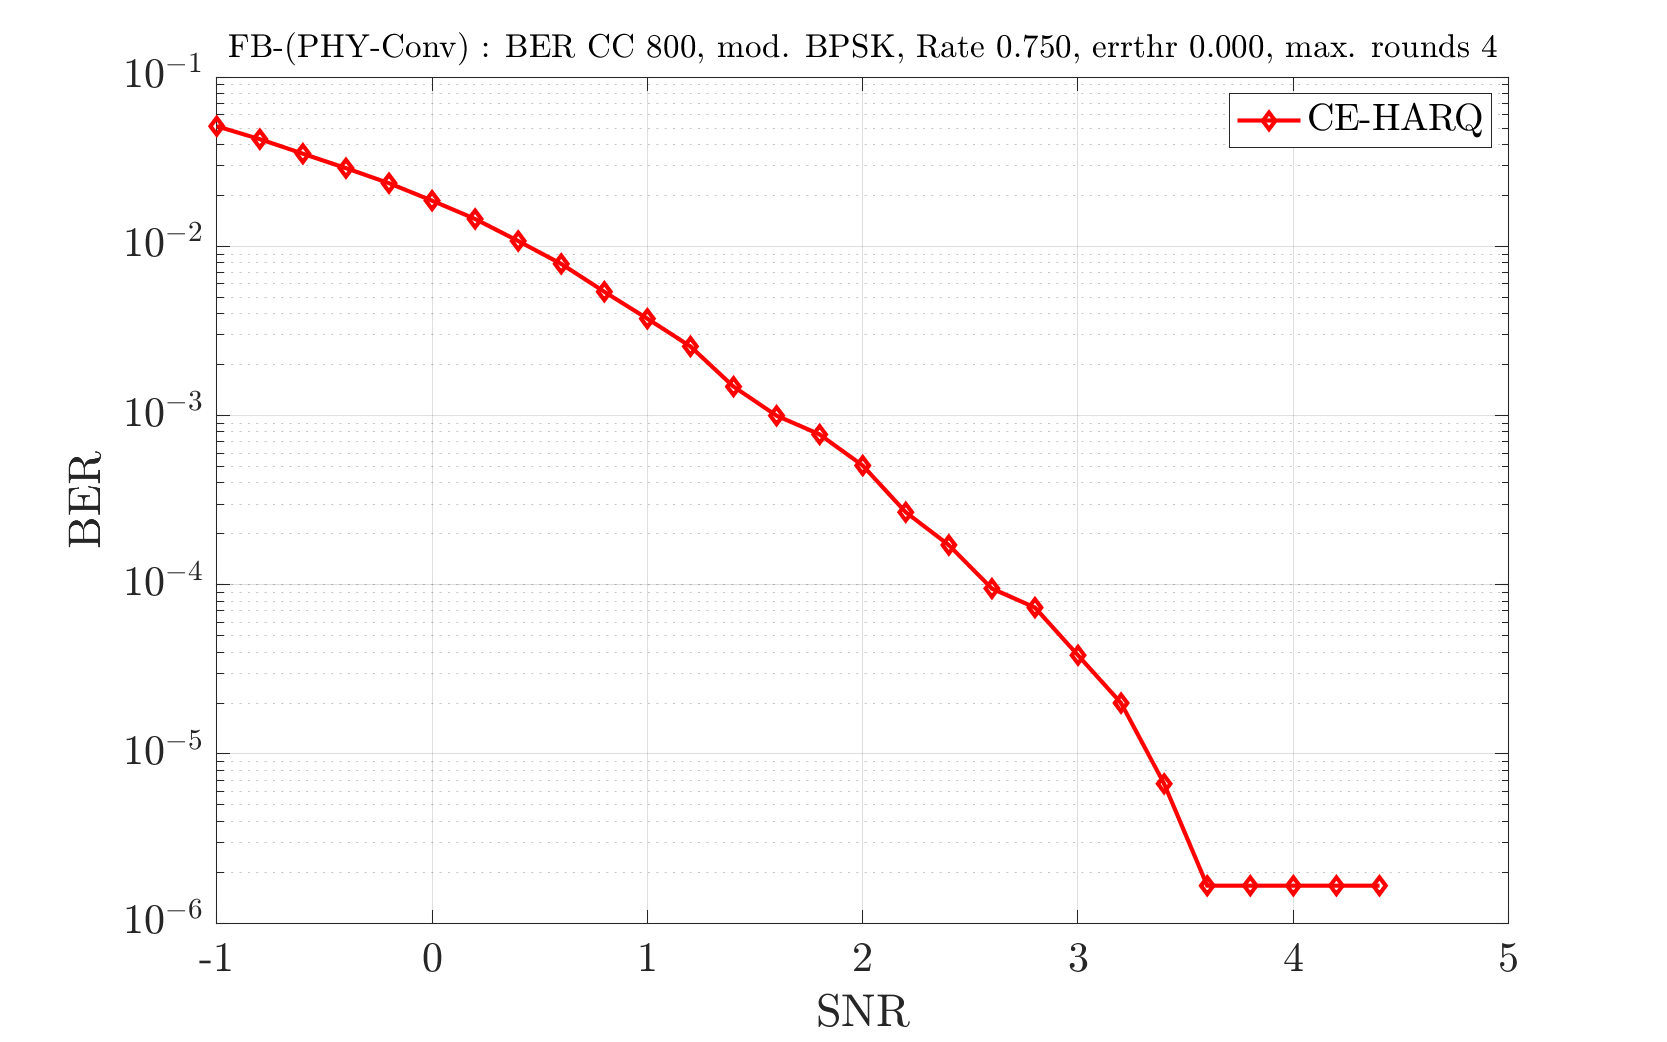 FB-(PHY-Conv) : BER CC 800, mod. BPSK, Rate 0.750, errthr 0.000, max. rounds 4
CE-HARQ
10⁻¹
10⁻²
10⁻³
10⁻⁴
10⁻⁵
10⁻⁶
BER
-1 0 1 2 3 4 5
SNR